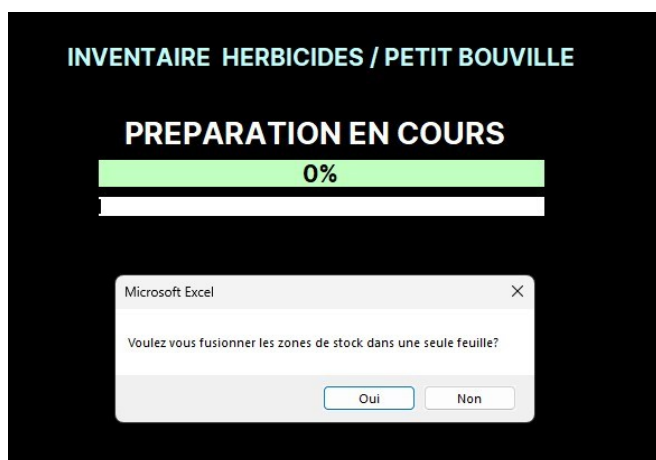 INVENTAIRE HERBICIDES / PETIT BOUVILLE
PREPARATION EN COURS
0%
Microsoft Excel
Voulez vous fusionner les zones de stock dans une seule feuille?
Oui Non